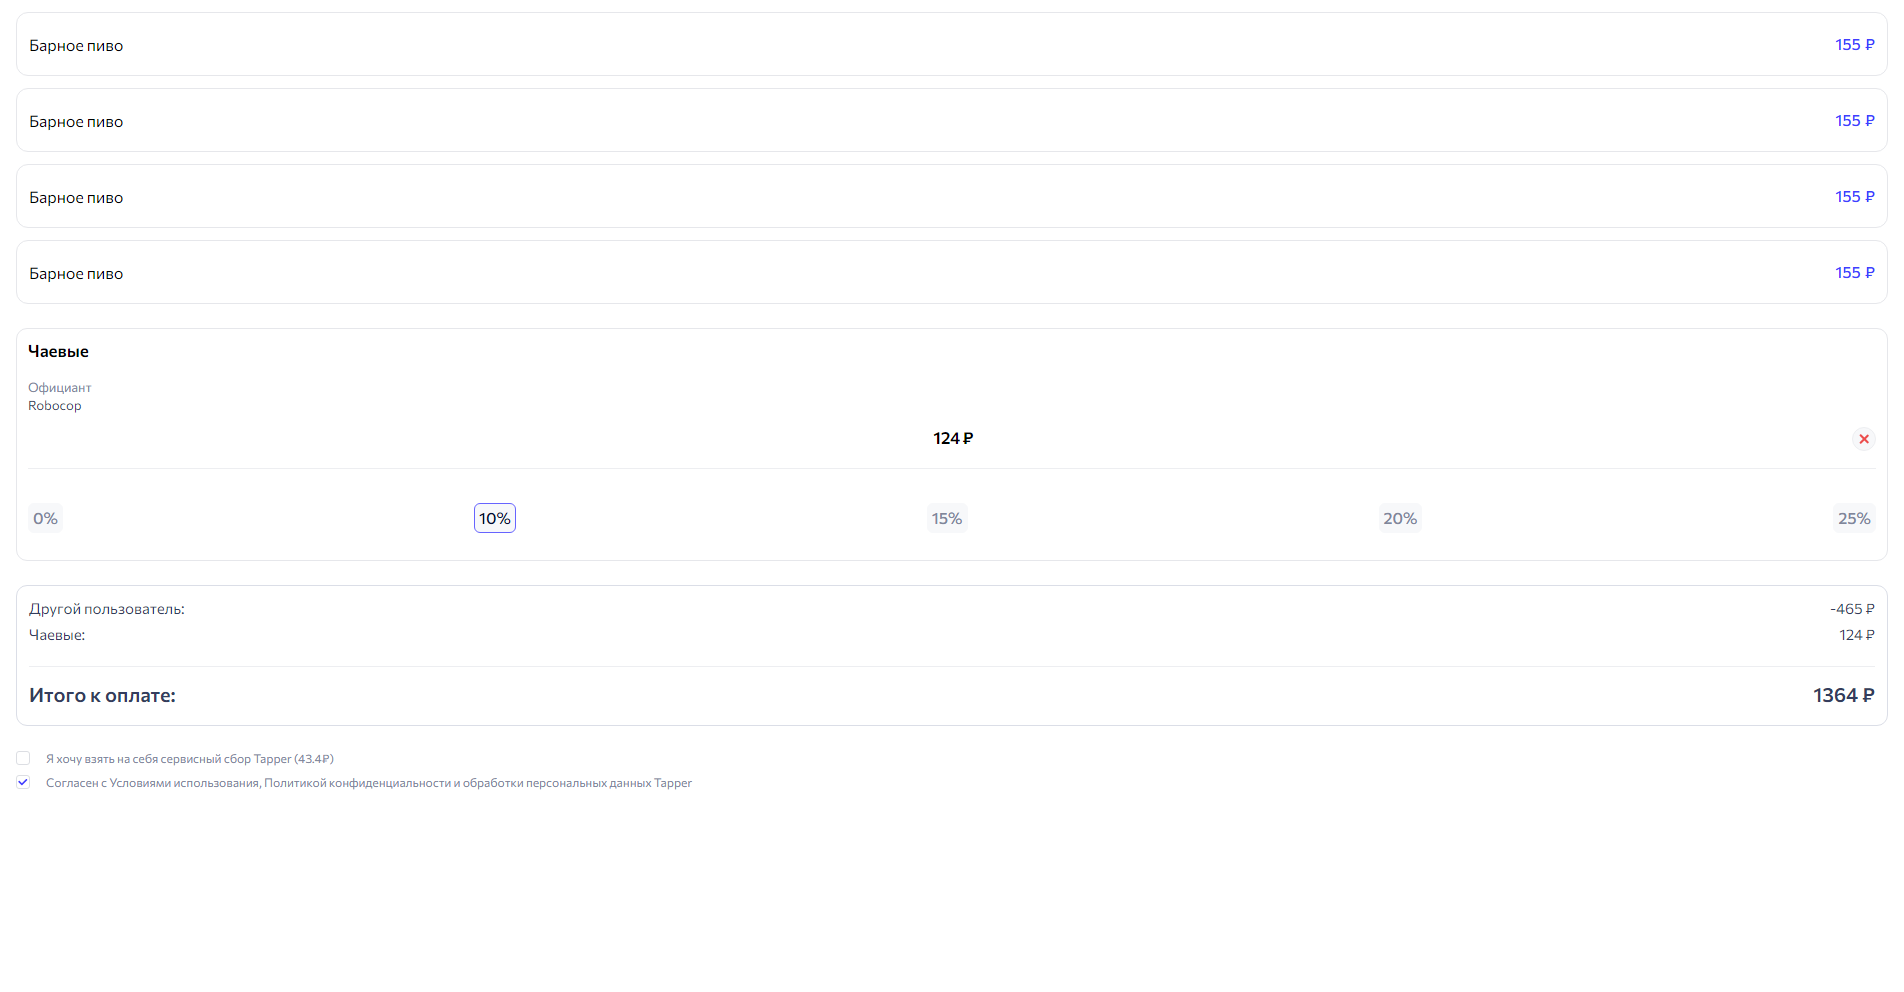 Барное пиво 155 ₽
Барное пиво 155 ₽
Барное пиво 155 ₽
Барное пиво 155 ₽
Чаевые
Официант
Robocop
124 ₽
0% 10% 15% 20% 25%
Другой пользователь: -465 ₽
Чаевые: 124 ₽
Итого к оплате: 1364 ₽
Я хочу взять на себя сервисный сбор Tapper (43.4₽)
Согласен с Условиями использования, Политикой конфиденциальности и обработки персональных данных Tapper